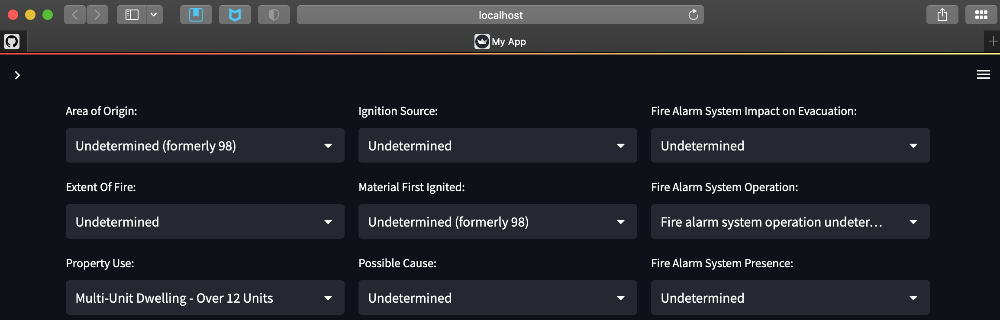 localhost
My App
Area of Origin:
Ignition Source:
Fire Alarm System Impact on Evacuation:
Undetermined (formerly 98)
Undetermined
Undetermined
Extent Of Fire:
Material First Ignited:
Fire Alarm System Operation:
Undetermined
Undetermined (formerly 98)
Fire alarm system operation undeter...
Property Use:
Possible Cause:
Fire Alarm System Presence:
Multi-Unit Dwelling - Over 12 Units
Undetermined
Undetermined